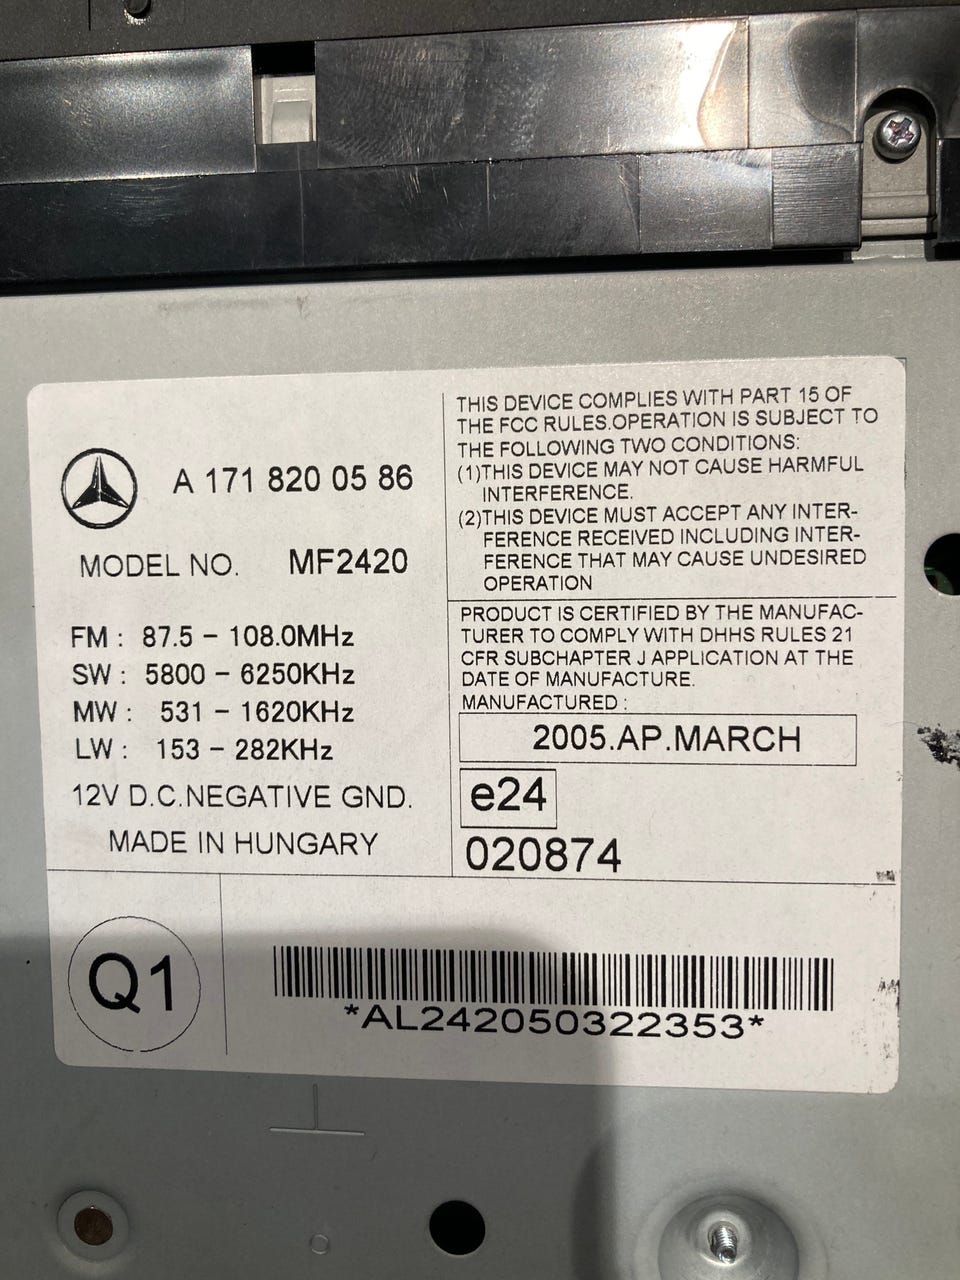 A 171 820 05 86
MODEL NO. MF2420
FM : 87.5 – 108.0MHz
SW : 5800 – 6250KHz
MW : 531 – 1620KHz
LW : 153 – 282KHz
12V D.C.NEGATIVE GND.
MADE IN HUNGARY
THIS DEVICE COMPLIES WITH PART 15 OF
THE FCC RULES.OPERATION IS SUBJECT TO
THE FOLLOWING TWO CONDITIONS:
(1)THIS DEVICE MAY NOT CAUSE HARMFUL
INTERFERENCE.
(2)THIS DEVICE MUST ACCEPT ANY INTER-
FERENCE RECEIVED INCLUDING INTER-
FERENCE THAT MAY CAUSE UNDESIRED
OPERATION
PRODUCT IS CERTIFIED BY THE MANUFAC-
TURER TO COMPLY WITH DHHS RULES 21
CFR SUBCHAPTER J APPLICATION AT THE
DATE OF MANUFACTURE.
MANUFACTURED :
2005.AP.MARCH
e24
020874
Q1
*AL242050322353*